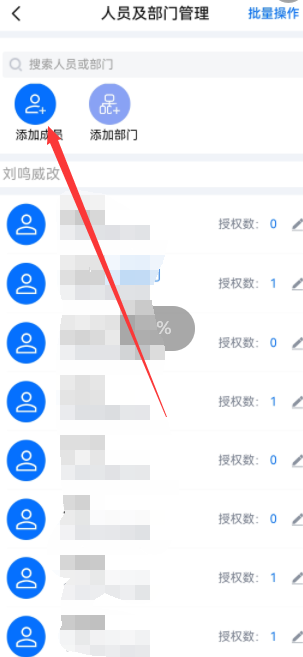 人员及部门管理 批量操作
搜索人员或部门
添加成员 添加部门
刘鸣威改
授权数: 0
授权数: 1
%
授权数: 0
授权数: 1
授权数: 0
授权数: 0
授权数: 1
授权数: 1